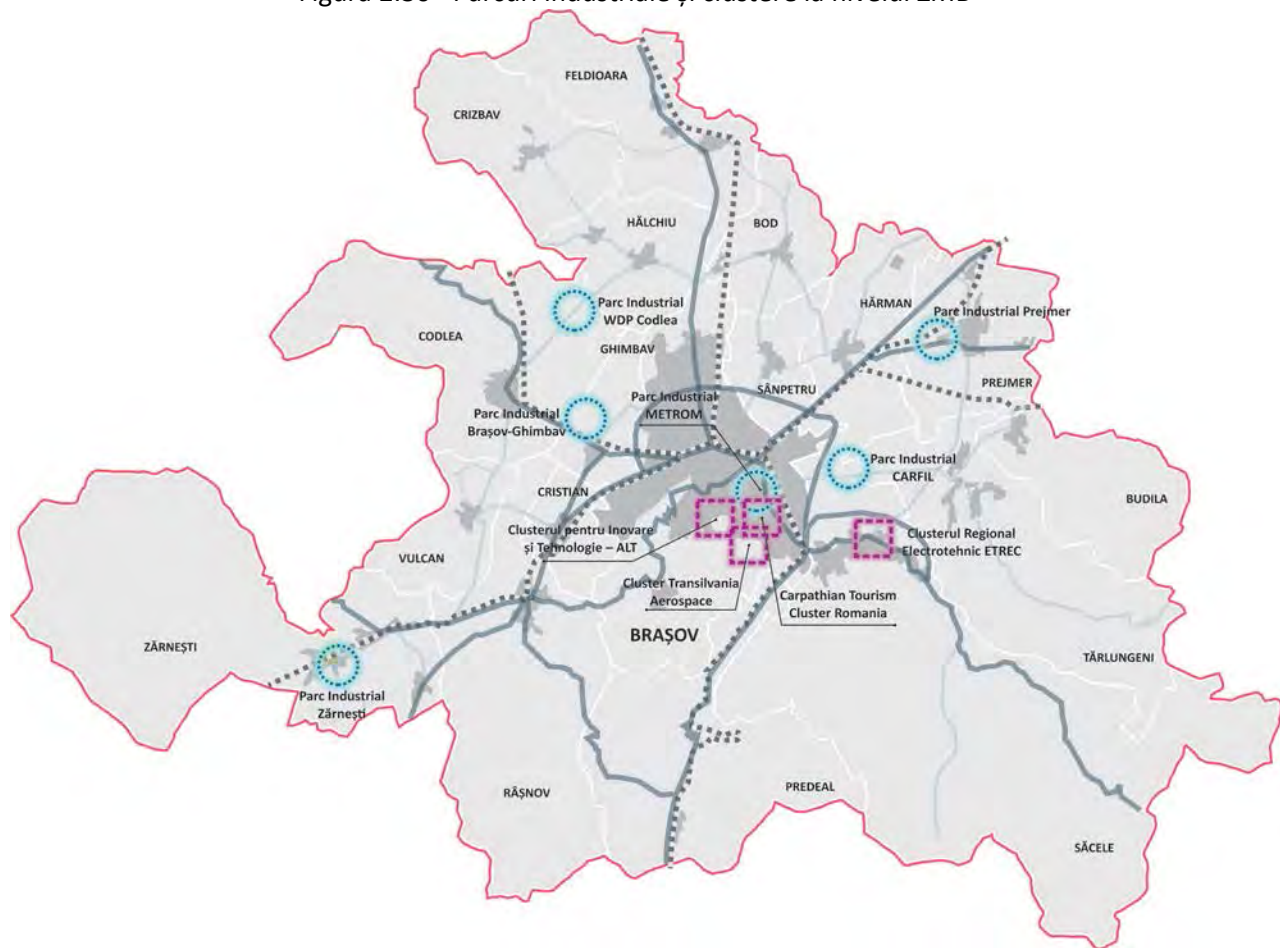 Figura - Parcuri industriale și clustere la nivelul ZMB
FELDIOARA
CRIZBAV
HĂLCHIU
BOD
HĂRMAN
Parc Industrial
WDP Codlea
Parc Industrial Prejmer
CODLEA
GHIMBAV
SÂNPETRU
PREJMER
Parc Industrial
METROM
Parc Industrial
Brașov-Ghimbav
Parc Industrial
CARFIL
CRISTIAN
BUDILA
Clusterul pentru Inovare
și Tehnologie – ALT
Clusterul Regional
Electrotehnic ETREC
VULCAN
Cluster Transilvania
Aerospace
Carpathian Tourism
Cluster Romania
BRAȘOV
ZĂRNEȘTI
TĂRLUNGENI
Parc Industrial
Zărnești
RÂȘNOV
PREDEAL
SĂCELE